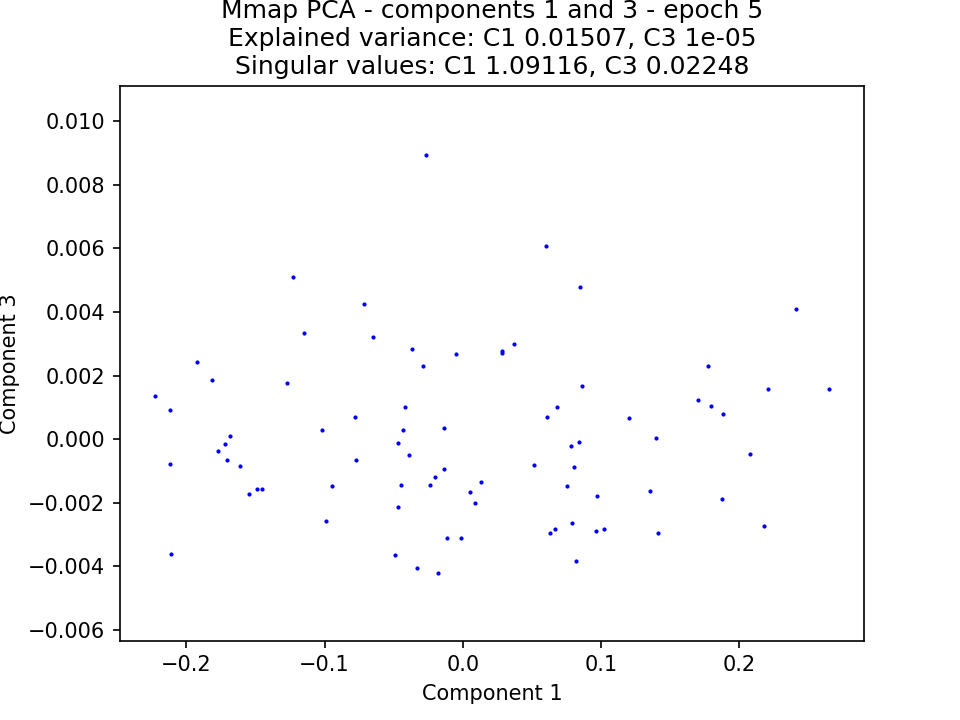 Mmap PCA - components 1 and 3 - epoch 5
Explained variance: C1 0.01507, C3 1e-05
Singular values: C1 1.09116, C3 0.02248
0.010
0.008
0.006
0.004
0.002
0.000
−0.002
−0.004
−0.006
Component 3
−0.2
−0.1
0.0
0.1
0.2
Component 1